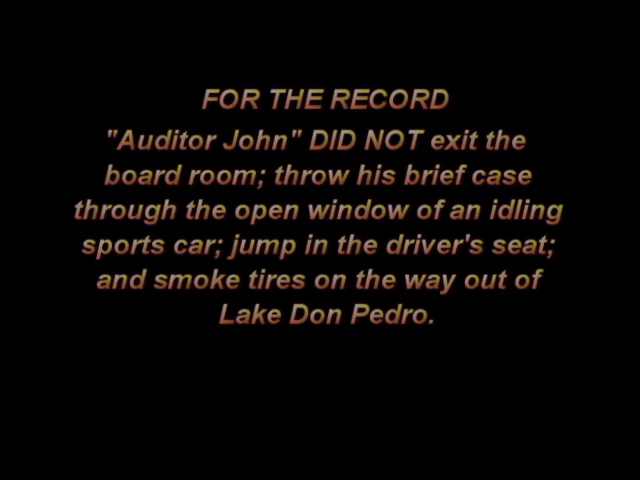 FOR THE RECORD
"Auditor John" DID NOT exit the
board room; throw his brief case
through the open window of an idling
sports car; jump in the driver's seat;
and smoke tires on the way out of
Lake Don Pedro.